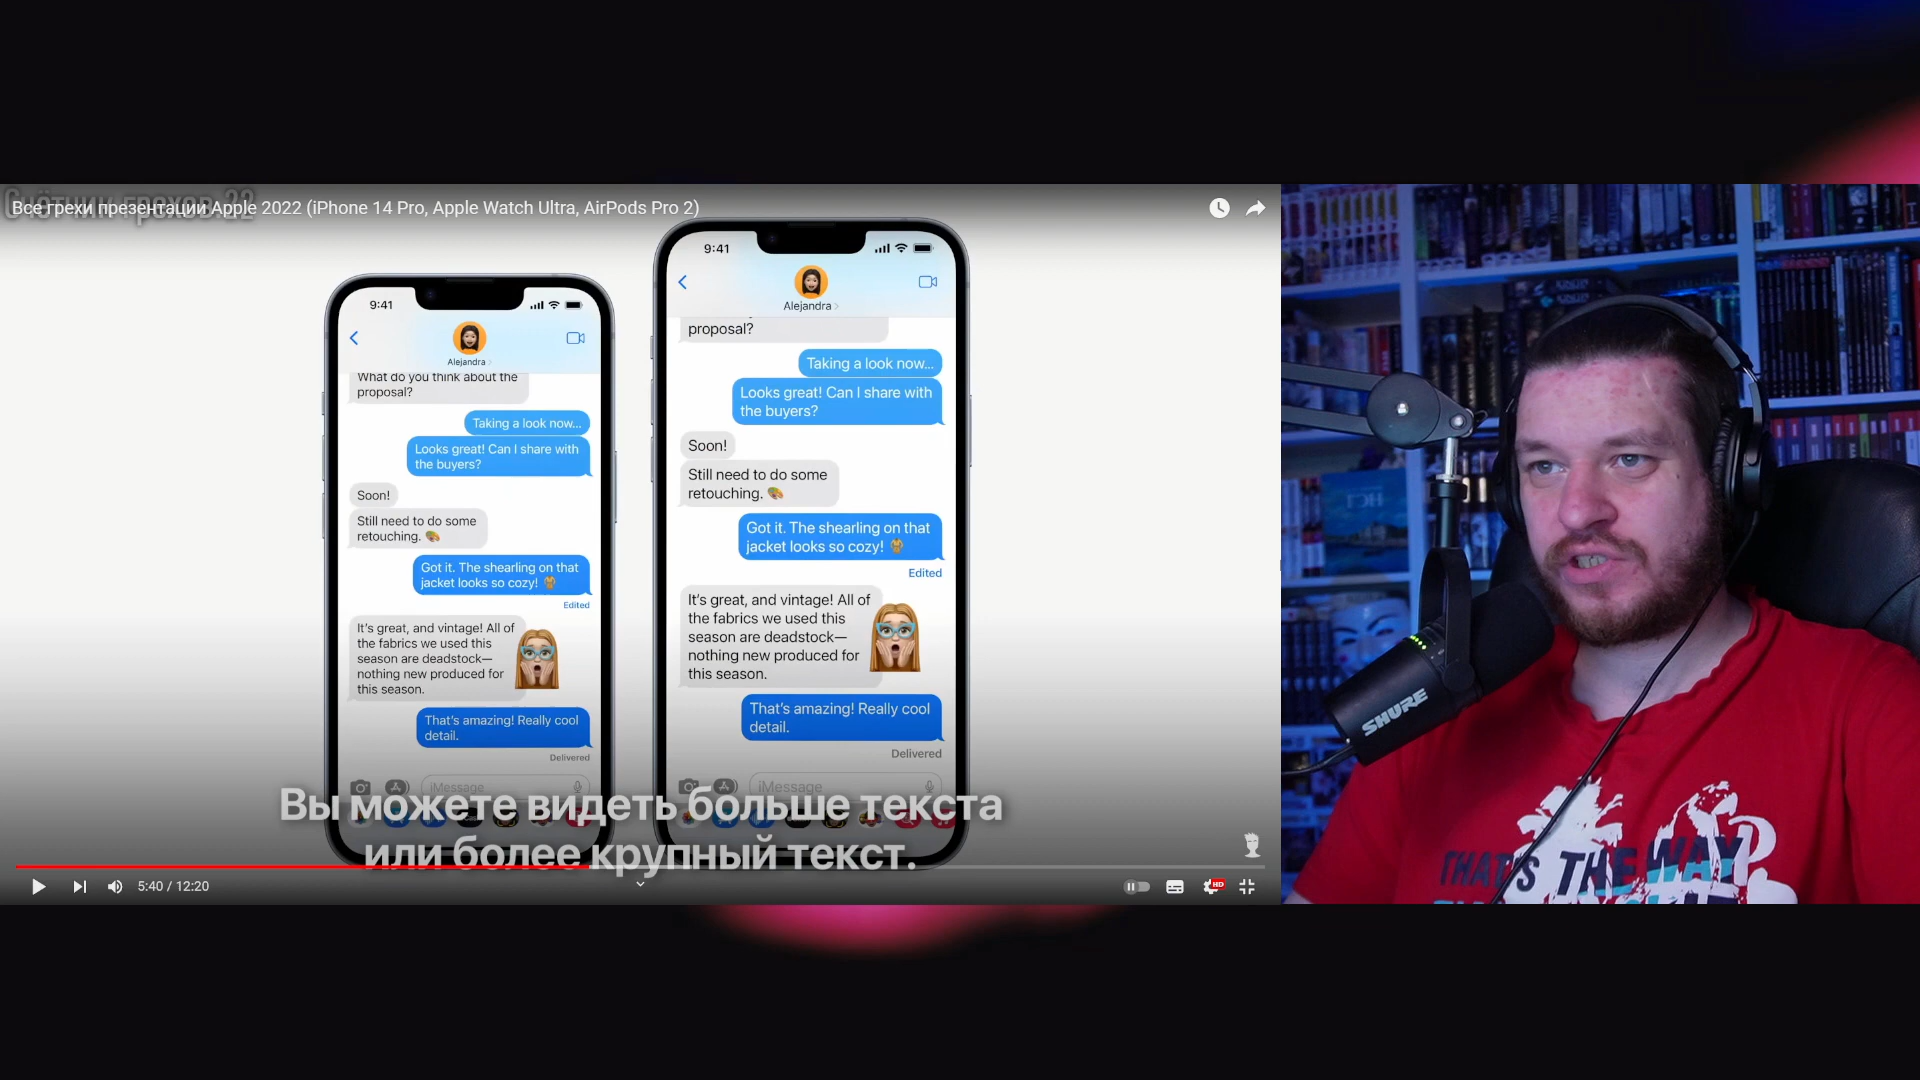 Счётчик грехов: 22
Все грехи презентации Apple 2022 (iPhone 14 Pro, Apple Watch Ultra, AirPods Pro 2)
9:41
Alejandra
What do you think about the
proposal?
Taking a look now...
Looks great! Can I share with
the buyers?
Soon!
Still need to do some
retouching.
Got it. The shearling on that
jacket looks so cozy!
Edited
It's great, and vintage! All of
the fabrics we used this
season are deadstock—
nothing new produced for
this season.
That's amazing! Really cool
detail.
Delivered
iMessage
9:41
Alejandra
proposal?
Taking a look now...
Looks great! Can I share with
the buyers?
Soon!
Still need to do some
retouching.
Got it. The shearling on that
jacket looks so cozy!
Edited
It's great, and vintage! All of
the fabrics we used this
season are deadstock—
nothing new produced for
this season.
That's amazing! Really cool
detail.
Delivered
iMessage
Вы можете видеть больше текста
или более крупный текст.
5:40 / 12:20
HD
SHURE
THAT'S THE WAY